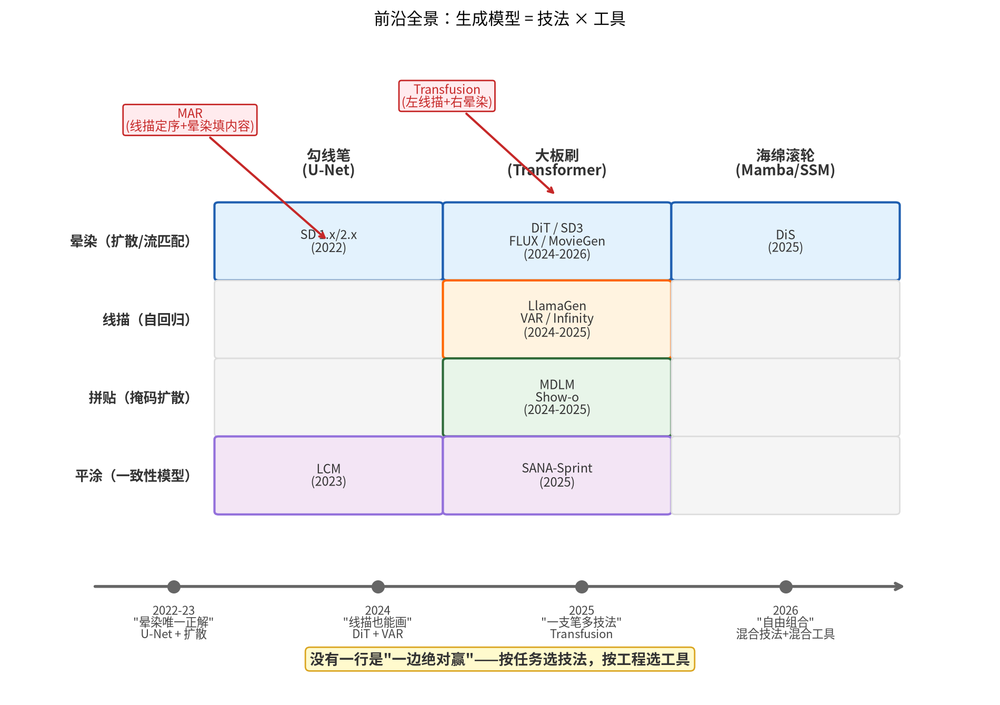 前沿全景：生成模型 = 技法 × 工具
Transfusion
(左线描+右晕染)
MAR
(线描定序+晕染填内容)
勾线笔
(U-Net)
大板刷
(Transformer)
海绵滚轮
(Mamba/SSM)
晕染（扩散/流匹配）
SD 1.x/2.x
(2022)
DiT / SD3
FLUX / MovieGen
(2024-2026)
DiS
(2025)
线描（自回归）
LlamaGen
VAR / Infinity
(2024-2025)
拼贴（掩码扩散）
MDLM
Show-o
(2024-2025)
平涂（一致性模型）
LCM
(2023)
SANA-Sprint
(2025)
2022-23
"晕染唯一正解"
U-Net + 扩散
2024
"线描也能画"
DiT + VAR
2025
"一支笔多技法"
Transfusion
2026
"自由组合"
混合技法+混合工具
没有一行是"一边绝对赢"——按任务选技法，按工程选工具